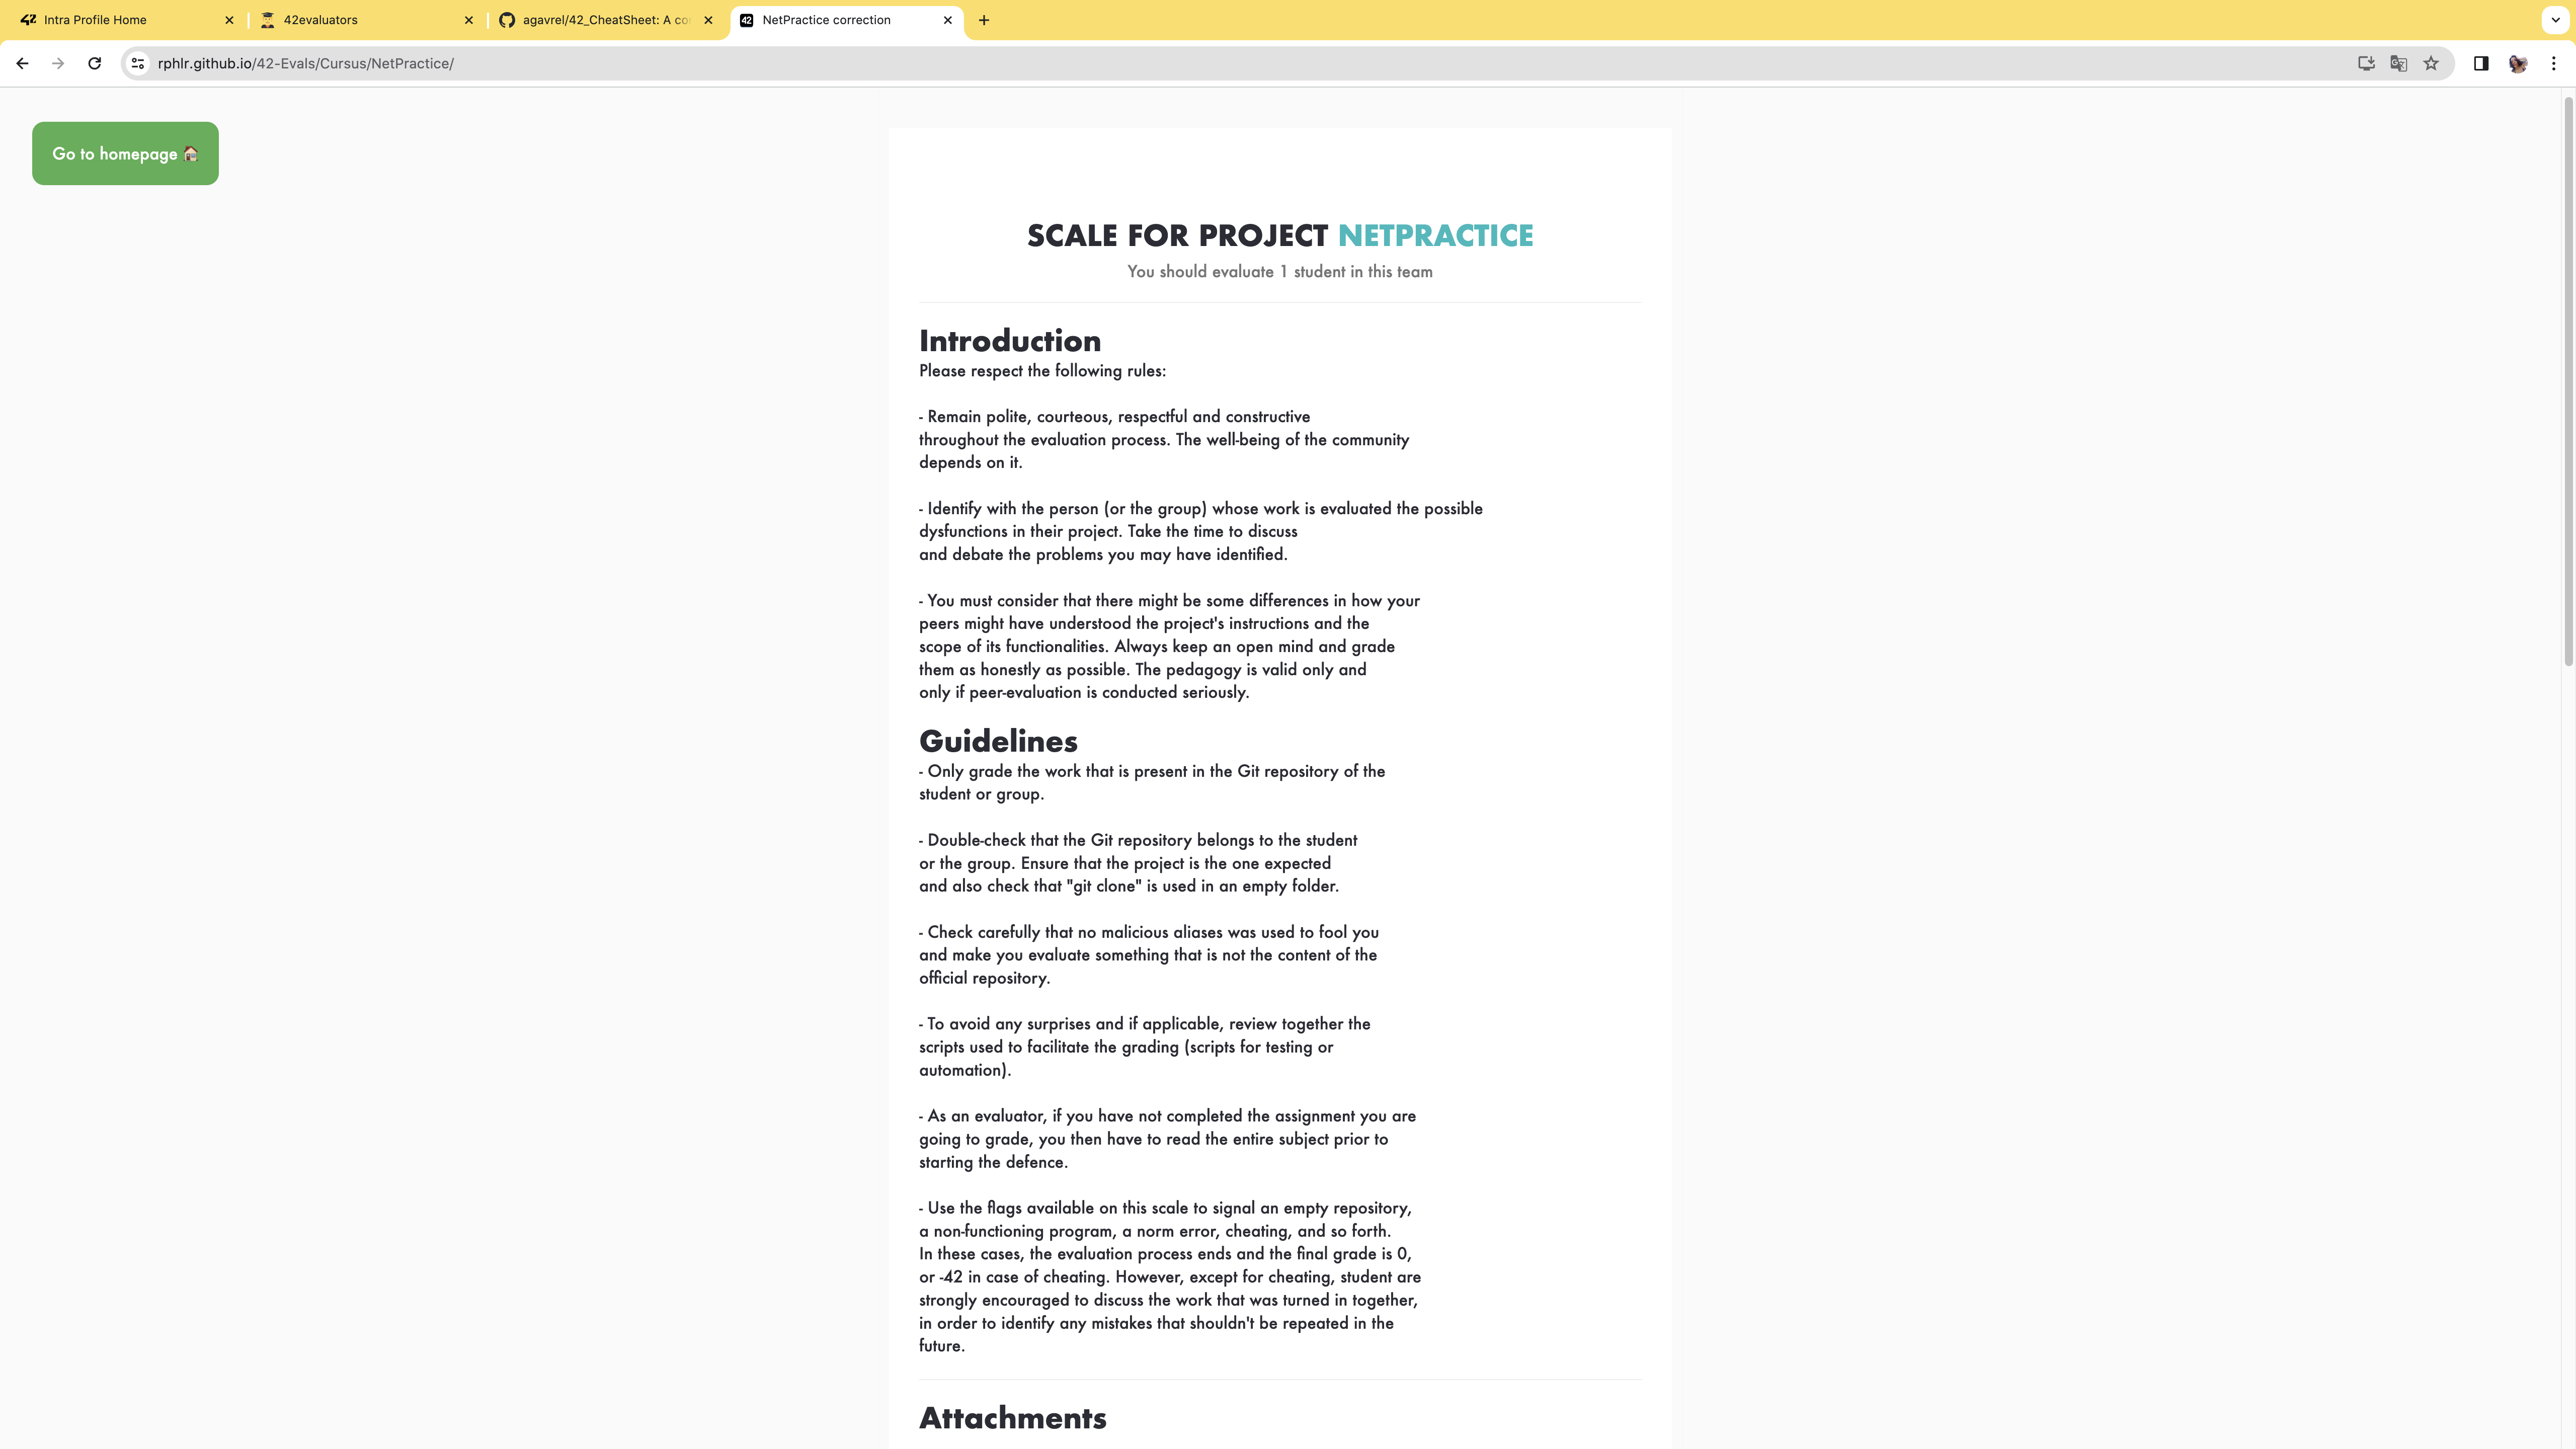 Intra Profile Home
42evaluators
agavrel/42_CheatSheet: A co
42 NetPractice correction
rphlr.github.io/42-Evals/Cursus/NetPractice/
Go to homepage
SCALE FOR PROJECT NETPRACTICE
You should evaluate 1 student in this team
Introduction
Please respect the following rules:
- Remain polite, courteous, respectful and constructive
throughout the evaluation process. The well-being of the community
depends on it.
- Identify with the person (or the group) whose work is evaluated the possible
dysfunctions in their project. Take the time to discuss
and debate the problems you may have identified.
- You must consider that there might be some differences in how your
peers might have understood the project's instructions and the
scope of its functionalities. Always keep an open mind and grade
them as honestly as possible. The pedagogy is valid only and
only if peer-evaluation is conducted seriously.
Guidelines
- Only grade the work that is present in the Git repository of the
student or group.
- Double-check that the Git repository belongs to the student
or the group. Ensure that the project is the one expected
and also check that "git clone" is used in an empty folder.
- Check carefully that no malicious aliases was used to fool you
and make you evaluate something that is not the content of the
official repository.
- To avoid any surprises and if applicable, review together the
scripts used to facilitate the grading (scripts for testing or
automation).
- As an evaluator, if you have not completed the assignment you are
going to grade, you then have to read the entire subject prior to
starting the defence.
- Use the flags available on this scale to signal an empty repository,
a non-functioning program, a norm error, cheating, and so forth.
In these cases, the evaluation process ends and the final grade is 0,
or -42 in case of cheating. However, except for cheating, student are
strongly encouraged to discuss the work that was turned in together,
in order to identify any mistakes that shouldn't be repeated in the
future.
Attachments